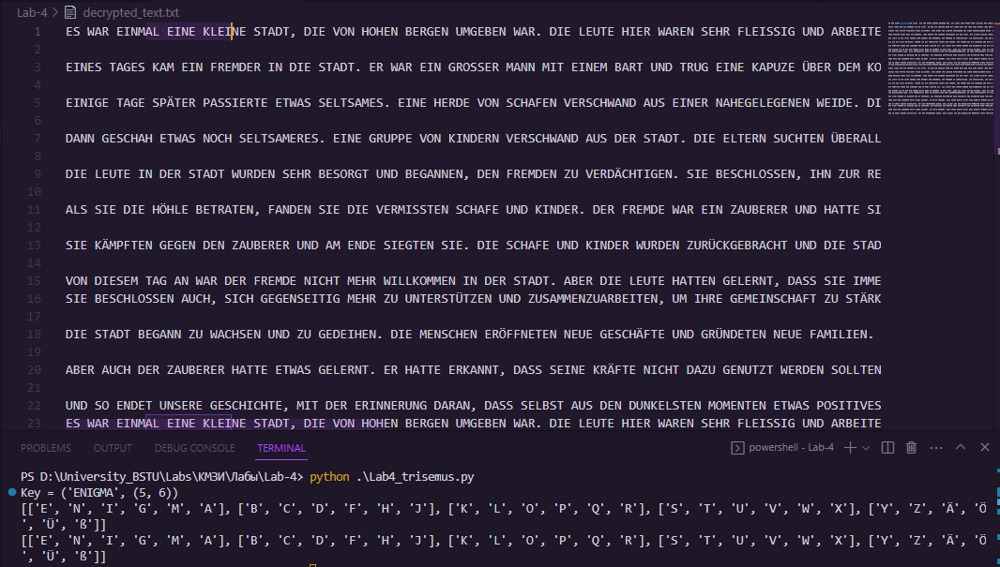 Lab-4 > decrypted_text.txt
1 ES WAR EINMAL EINE KLEINE STADT, DIE VON HOHEN BERGEN UMGEBEN WAR. DIE LEUTE HIER WAREN SEHR FLEISSIG UND ARBEITE
2
3 EINES TAGES KAM EIN FREMDER IN DIE STADT. ER WAR EIN GROSSER MANN MIT EINEM BART UND TRUG EINE KAPUZE ÜBER DEM KO
4
5 EINIGE TAGE SPÄTER PASSIERTE ETWAS SELTSAMES. EINE HERDE VON SCHAFEN VERSCHWAND AUS EINER NAHEGELEGENEN WEIDE. DI
6
7 DANN GESCHAH ETWAS NOCH SELTSAMERES. EINE GRUPPE VON KINDERN VERSCHWAND AUS DER STADT. DIE ELTERN SUCHTEN ÜBERALL
8
9 DIE LEUTE IN DER STADT WURDEN SEHR BESORGT UND BEGANNEN, DEN FREMDEN ZU VERDÄCHTIGEN. SIE BESCHLOSSEN, IHN ZUR RE
10
11 ALS SIE DIE HÖHLE BETRATEN, FANDEN SIE DIE VERMISSTEN SCHAFE UND KINDER. DER FREMDE WAR EIN ZAUBERER UND HATTE SI
12
13 SIE KÄMPFTEN GEGEN DEN ZAUBERER UND AM ENDE SIEGTEN SIE. DIE SCHAFE UND KINDER WURDEN ZURÜCKGEBRACHT UND DIE STAD
14
15 VON DIESEM TAG AN WAR DER FREMDE NICHT MEHR WILLKOMMEN IN DER STADT. ABER DIE LEUTE HATTEN GELERNT, DASS SIE IMME
16 SIE BESCHLOSSEN AUCH, SICH GEGENSEITIG MEHR ZU UNTERSTÜTZEN UND ZUSAMMENZUARBEITEN, UM IHRE GEMEINSCHAFT ZU STÄRK
17
18 DIE STADT BEGANN ZU WACHSEN UND ZU GEDEIHEN. DIE MENSCHEN ERÖFFNETEN NEUE GESCHÄFTE UND GRÜNDETEN NEUE FAMILIEN.
19
20 ABER AUCH DER ZAUBERER HATTE ETWAS GELERNT. ER HATTE ERKANNT, DASS SEINE KRÄFTE NICHT DAZU GENUTZT WERDEN SOLLTEN
21
22 UND SO ENDET UNSERE GESCHICHTE, MIT DER ERINNERUNG DARAN, DASS SELBST AUS DEN DUNKELSTEN MOMENTEN ETWAS POSITIVES
23 ES WAR EINMAL EINE KLEINE STADT, DIE VON HOHEN BERGEN UMGEBEN WAR. DIE LEUTE HIER WAREN SEHR FLEISSIG UND ARBEITE
PROBLEMS OUTPUT DEBUG CONSOLE TERMINAL powershell - Lab-4
PS D:\University_BSTU\Labs\КМЗИ\Лабы\Lab-4> python .\Lab4_trisemus.py
Key = ('ENIGMA', (5, 6))
[['E', 'N', 'I', 'G', 'M', 'A'], ['B', 'C', 'D', 'F', 'H', 'J'], ['K', 'L', 'O', 'P', 'Q', 'R'], ['S', 'T', 'U', 'V', 'W', 'X'], ['Y', 'Z', 'Ä', 'Ö
', 'Ü', 'ß']]
[['E', 'N', 'I', 'G', 'M', 'A'], ['B', 'C', 'D', 'F', 'H', 'J'], ['K', 'L', 'O', 'P', 'Q', 'R'], ['S', 'T', 'U', 'V', 'W', 'X'], ['Y', 'Z', 'Ä', 'Ö
', 'Ü', 'ß']]